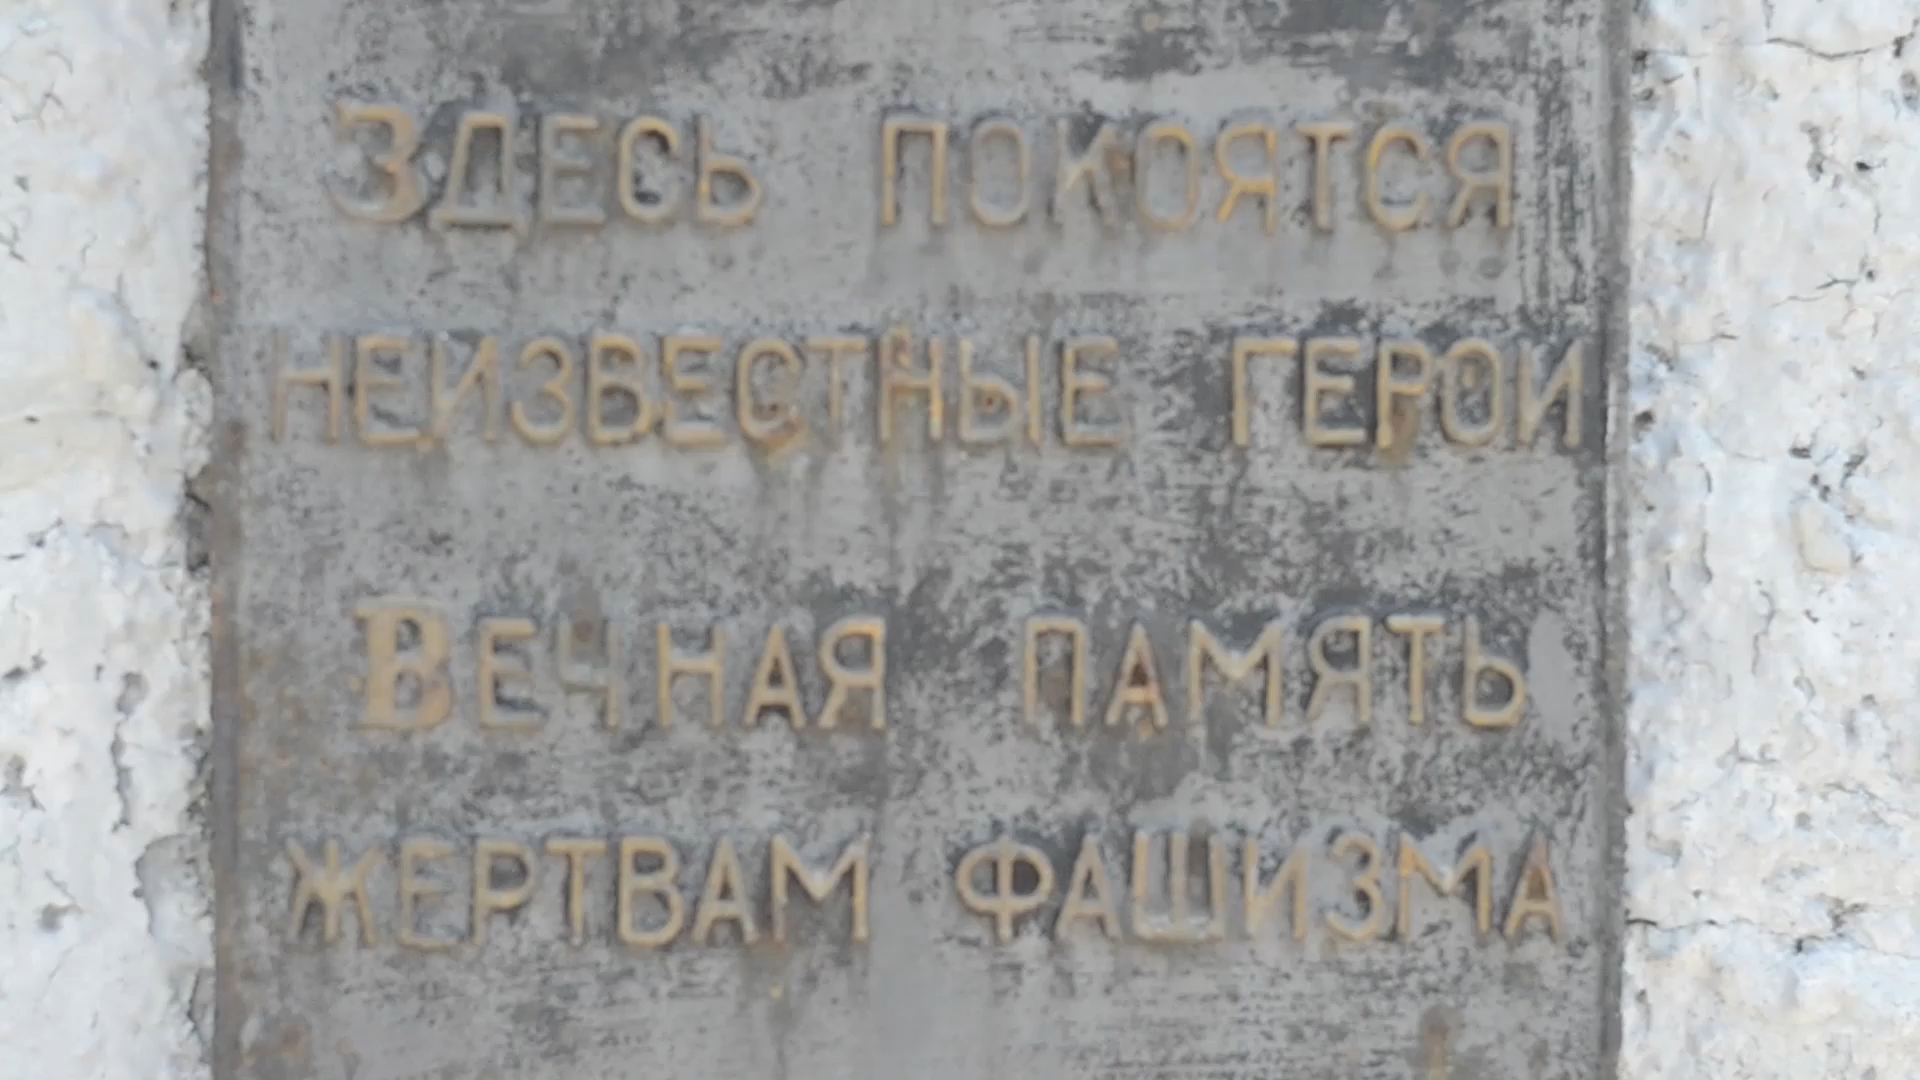 ЗДЕСЬ ПОКОЯТСЯ
НЕИЗВЕСТНЫЕ ГЕРОИ
ВЕЧНАЯ ПАМЯТЬ
ЖЕРТВАМ ФАШИЗМА